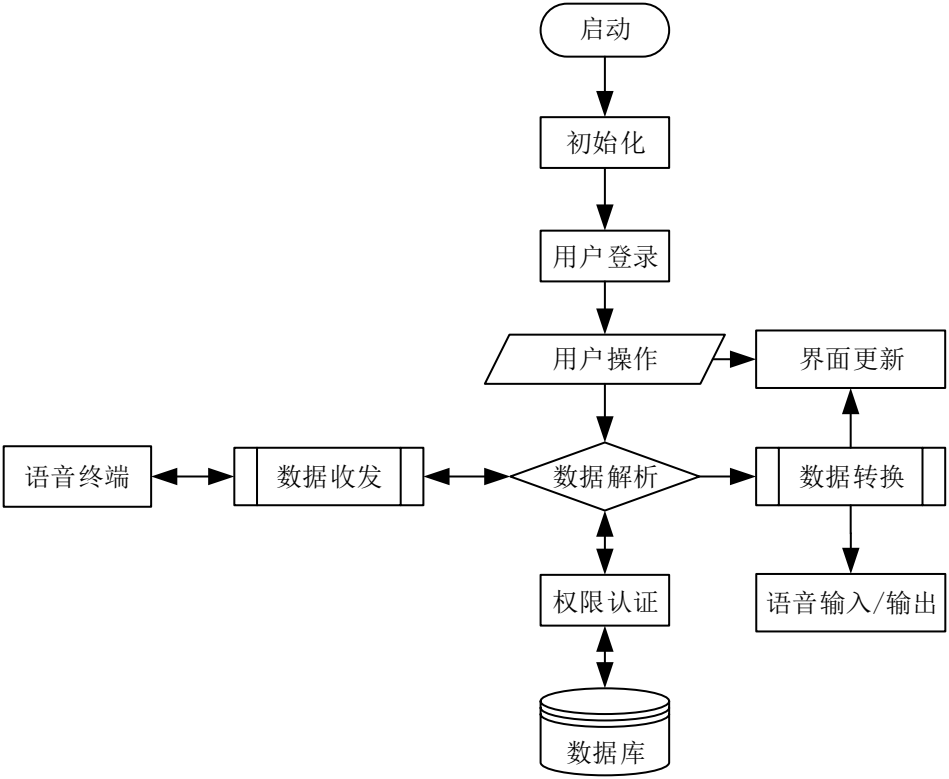 启动
初始化
用户登录
用户操作
界面更新
语音终端
数据收发
数据解析
数据转换
权限认证
语音输入/输出
数据库